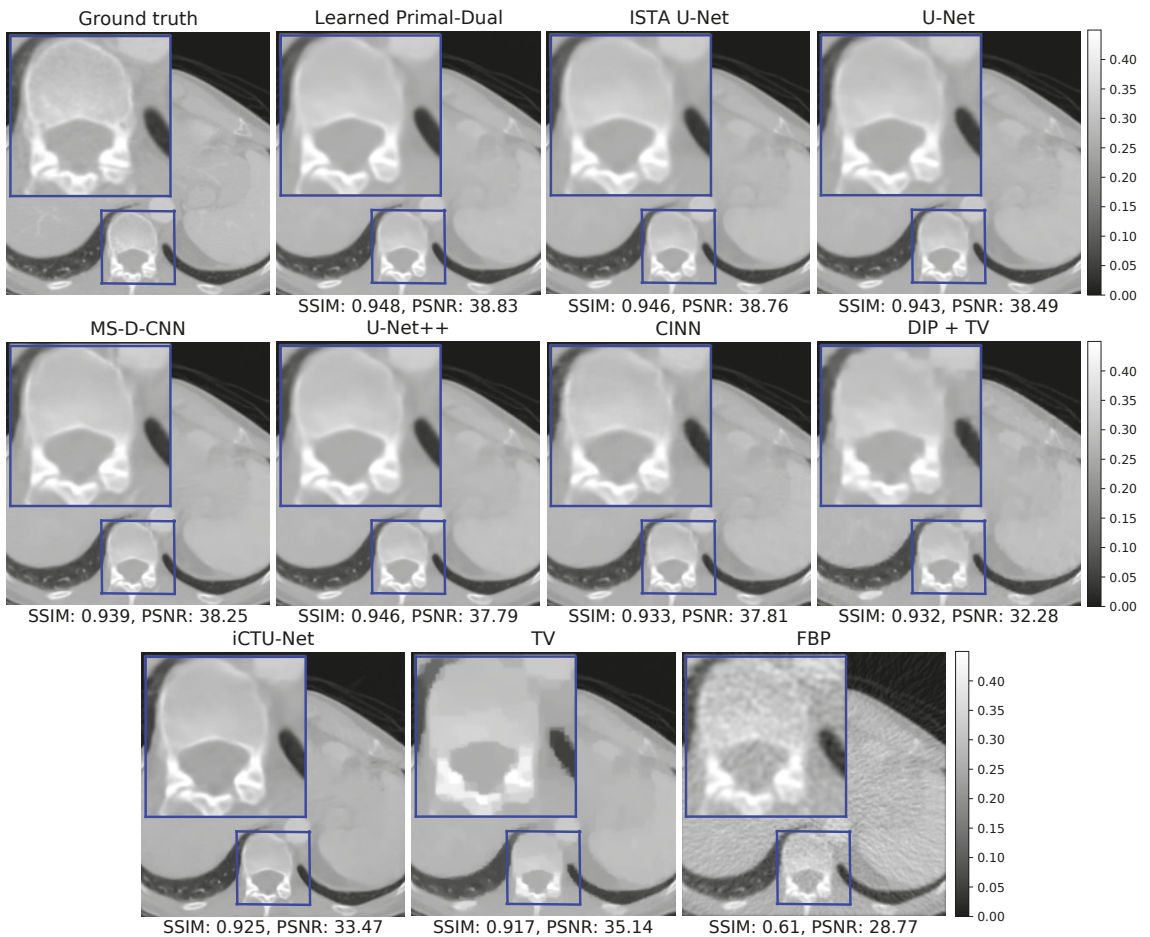 Ground truth
Learned Primal-Dual
ISTA U-Net
U-Net
0.40
0.35
0.30
0.25
0.20
0.15
0.10
0.05
0.00
SSIM: 0.948, PSNR: 38.83
SSIM: 0.946, PSNR: 38.76
SSIM: 0.943, PSNR: 38.49
MS-D-CNN
U-Net++
CINN
DIP + TV
0.40
0.35
0.30
0.25
0.20
0.15
0.10
0.05
0.00
SSIM: 0.939, PSNR: 38.25
SSIM: 0.946, PSNR: 37.79
SSIM: 0.933, PSNR: 37.81
SSIM: 0.932, PSNR: 32.28
iCTU-Net
TV
FBP
0.40
0.35
0.30
0.25
0.20
0.15
0.10
0.05
0.00
SSIM: 0.925, PSNR: 33.47
SSIM: 0.917, PSNR: 35.14
SSIM: 0.61, PSNR: 28.77